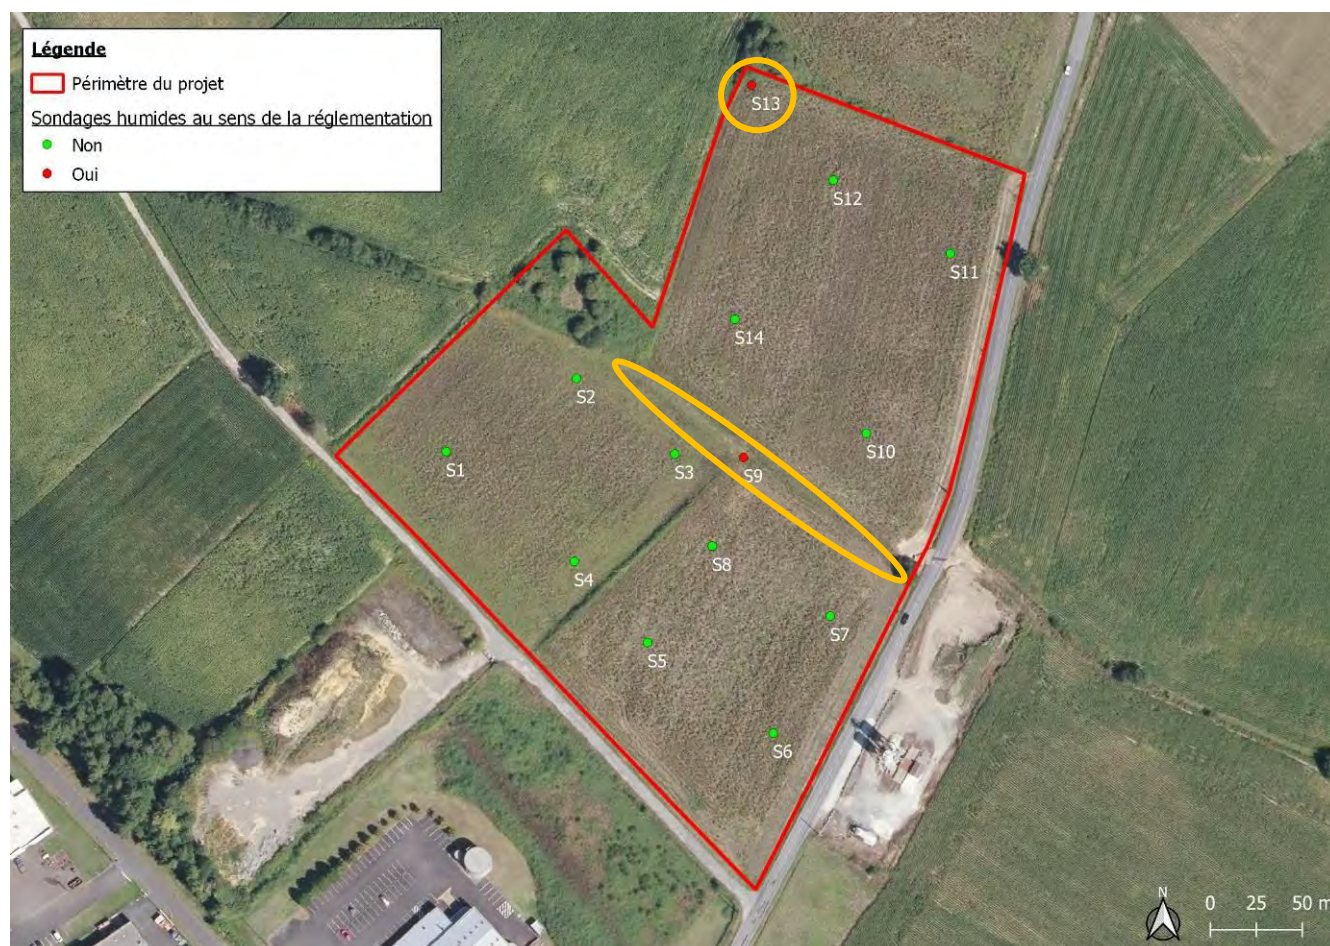 Légende
Périmètre du projet
Sondages humides au sens de la réglementation
Non
Oui
S13
S12
S11
S14
S2
S10
S1
S3
S9
S8
S4
S7
S5
S6
N
0 25 50 m